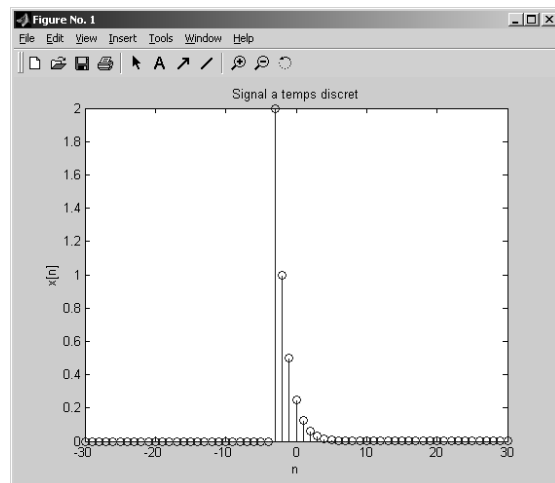 Figure No. 1
File Edit View Insert Tools Window Help
A
Signal a temps discret
2
1.8
1.6
1.4
1.2
1
0.8
0.6
0.4
0.2
0
x[n]
-30 -20 -10 0 10 20 30
n